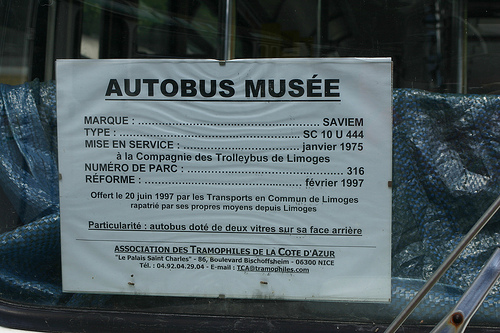 AUTOBUS MUSÉE
MARQUE : ........................................................ SAVIEM
TYPE : ........................................................ SC 10 U 444
MISE EN SERVICE : .................................... janvier 1975
à la Compagnie des Trolleybus de Limoges
NUMÉRO DE PARC : ................................................ 316
RÉFORME : ............................................... février 1997
Offert le 20 juin 1997 par les Transports en Commun de Limoges
rapatrié par ses propres moyens depuis Limoges
Particularité : autobus doté de deux vitres sur sa face arrière
ASSOCIATION DES TRAMOPHILES DE LA COTE D'AZUR
"Le Palais Saint Charles" - 86, Boulevard Bischoffsheim - 06300 NICE
Tél. : 04.92.04.29.04 - E-mail : TCA@tramophiles.com